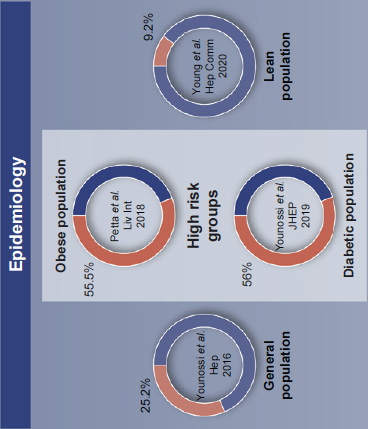 Epidemiology
25.2%
Younossi et al.
Hep
2016
General
population
Obese population
55.5%
Petta et al.
Liv Int
2018
High risk
groups
56%
Younossi et al.
JHEP
2019
Diabetic population
9.2%
Young et al.
Hep Comm
2020
Lean
population